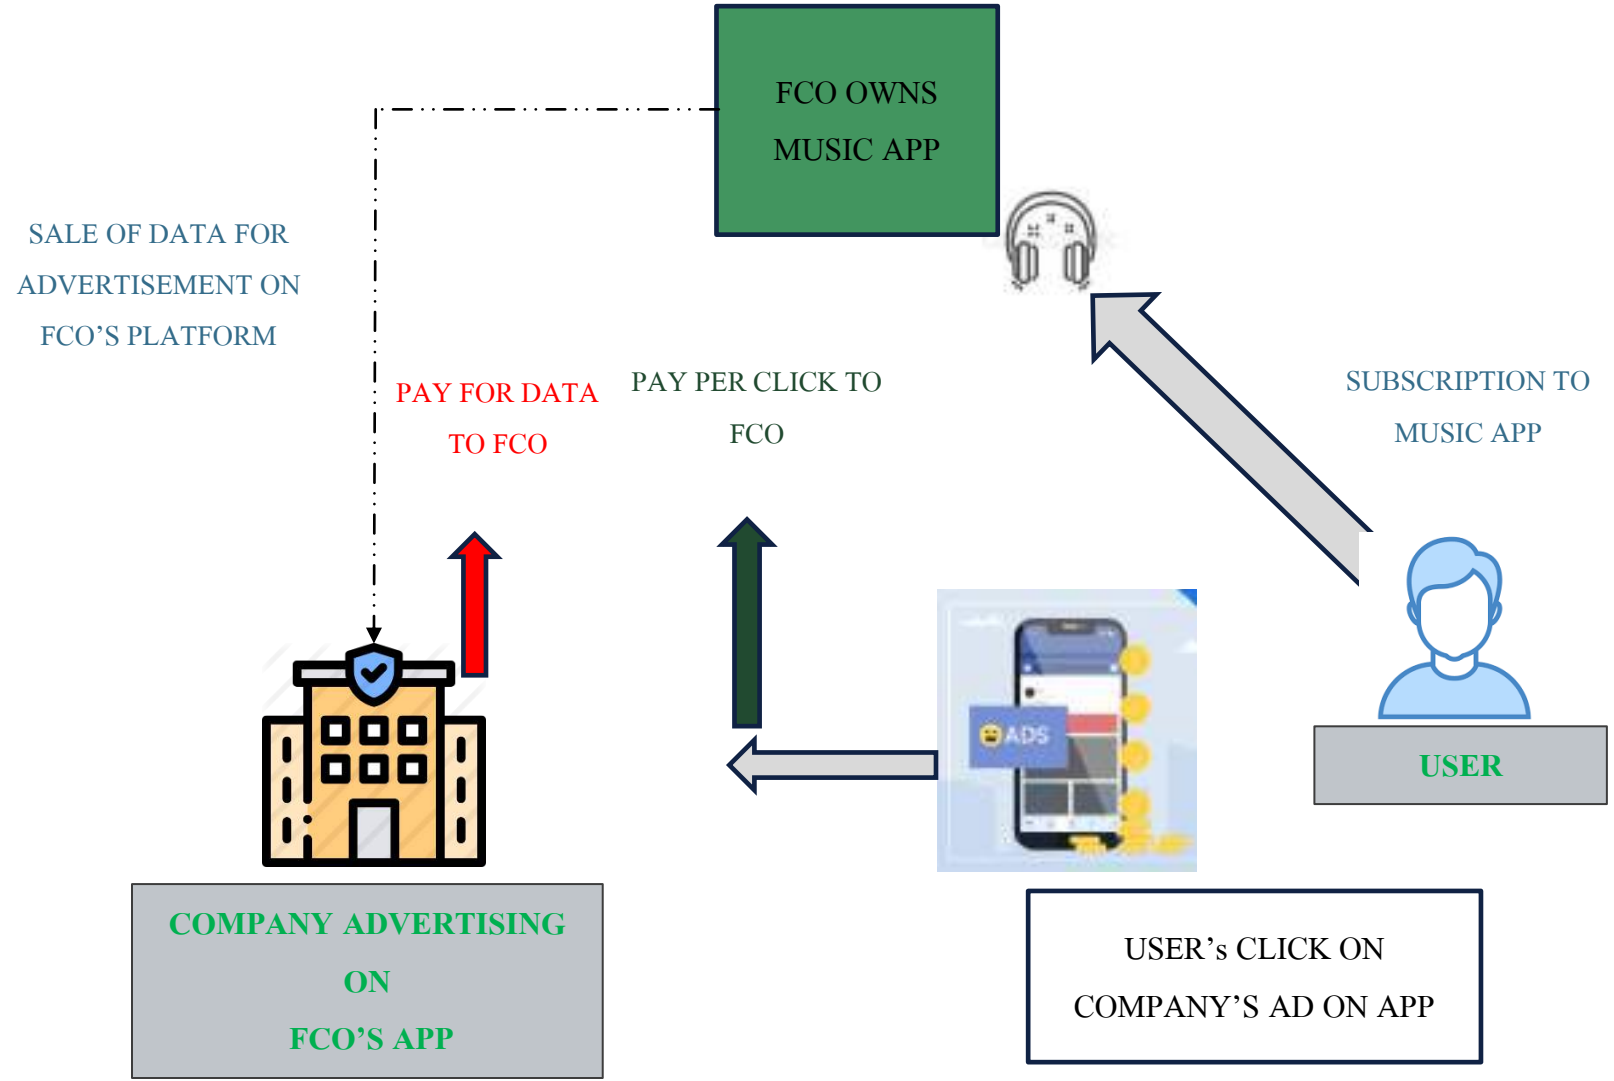 FCO OWNS
MUSIC APP
SALE OF DATA FOR
ADVERTISEMENT ON
FCO’S PLATFORM
PAY FOR DATA
TO FCO
PAY PER CLICK TO
FCO
SUBSCRIPTION TO
MUSIC APP
ADS
USER
COMPANY ADVERTISING
ON
FCO’S APP
USER’s CLICK ON
COMPANY’S AD ON APP